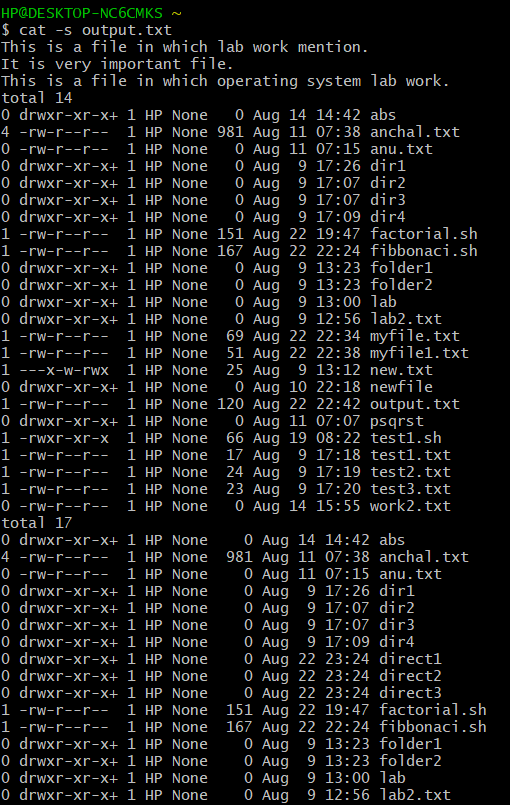 HP@DESKTOP-NC6CMKS ~
$ cat -s output.txt
This is a file in which lab work mention.
It is very important file.
This is a file in which operating system lab work.
total 14
0 drwxr-xr-x+ 1 HP None   0 Aug 14 14:42 abs
4 -rw-r--r--  1 HP None 981 Aug 11 07:38 anchal.txt
0 -rw-r--r--  1 HP None   0 Aug 11 07:15 anu.txt
0 drwxr-xr-x+ 1 HP None   0 Aug  9 17:26 dir1
0 drwxr-xr-x+ 1 HP None   0 Aug  9 17:07 dir2
0 drwxr-xr-x+ 1 HP None   0 Aug  9 17:07 dir3
0 drwxr-xr-x+ 1 HP None   0 Aug  9 17:09 dir4
1 -rw-r--r--  1 HP None 151 Aug 22 19:47 factorial.sh
1 -rw-r--r--  1 HP None 167 Aug 22 22:24 fibbonaci.sh
0 drwxr-xr-x+ 1 HP None   0 Aug  9 13:23 folder1
0 drwxr-xr-x+ 1 HP None   0 Aug  9 13:23 folder2
0 drwxr-xr-x+ 1 HP None   0 Aug  9 13:00 lab
0 drwxr-xr-x+ 1 HP None   0 Aug  9 12:56 lab2.txt
1 -rw-r--r--  1 HP None  69 Aug 22 22:34 myfile.txt
1 -rw-r--r--  1 HP None  51 Aug 22 22:38 myfile1.txt
1 ---x-w-rwx  1 HP None  25 Aug  9 13:12 new.txt
0 drwxr-xr-x+ 1 HP None   0 Aug 10 22:18 newfile
1 -rw-r--r--  1 HP None 120 Aug 22 22:42 output.txt
0 drwxr-xr-x+ 1 HP None   0 Aug 11 07:07 psqrst
1 -rwxr-xr-x  1 HP None  66 Aug 19 08:22 test1.sh
1 -rw-r--r--  1 HP None  17 Aug  9 17:18 test1.txt
1 -rw-r--r--  1 HP None  24 Aug  9 17:19 test2.txt
1 -rw-r--r--  1 HP None  23 Aug  9 17:20 test3.txt
0 -rw-r--r--  1 HP None   0 Aug 14 15:55 work2.txt
total 17
0 drwxr-xr-x+ 1 HP None    0 Aug 14 14:42 abs
4 -rw-r--r--  1 HP None  981 Aug 11 07:38 anchal.txt
0 -rw-r--r--  1 HP None    0 Aug 11 07:15 anu.txt
0 drwxr-xr-x+ 1 HP None    0 Aug  9 17:26 dir1
0 drwxr-xr-x+ 1 HP None    0 Aug  9 17:07 dir2
0 drwxr-xr-x+ 1 HP None    0 Aug  9 17:07 dir3
0 drwxr-xr-x+ 1 HP None    0 Aug  9 17:09 dir4
0 drwxr-xr-x+ 1 HP None    0 Aug 22 23:24 direct1
0 drwxr-xr-x+ 1 HP None    0 Aug 22 23:24 direct2
0 drwxr-xr-x+ 1 HP None    0 Aug 22 23:24 direct3
1 -rw-r--r--  1 HP None  151 Aug 22 19:47 factorial.sh
1 -rw-r--r--  1 HP None  167 Aug 22 22:24 fibbonaci.sh
0 drwxr-xr-x+ 1 HP None    0 Aug  9 13:23 folder1
0 drwxr-xr-x+ 1 HP None    0 Aug  9 13:23 folder2
0 drwxr-xr-x+ 1 HP None    0 Aug  9 13:00 lab
0 drwxr-xr-x+ 1 HP None    0 Aug  9 12:56 lab2.txt